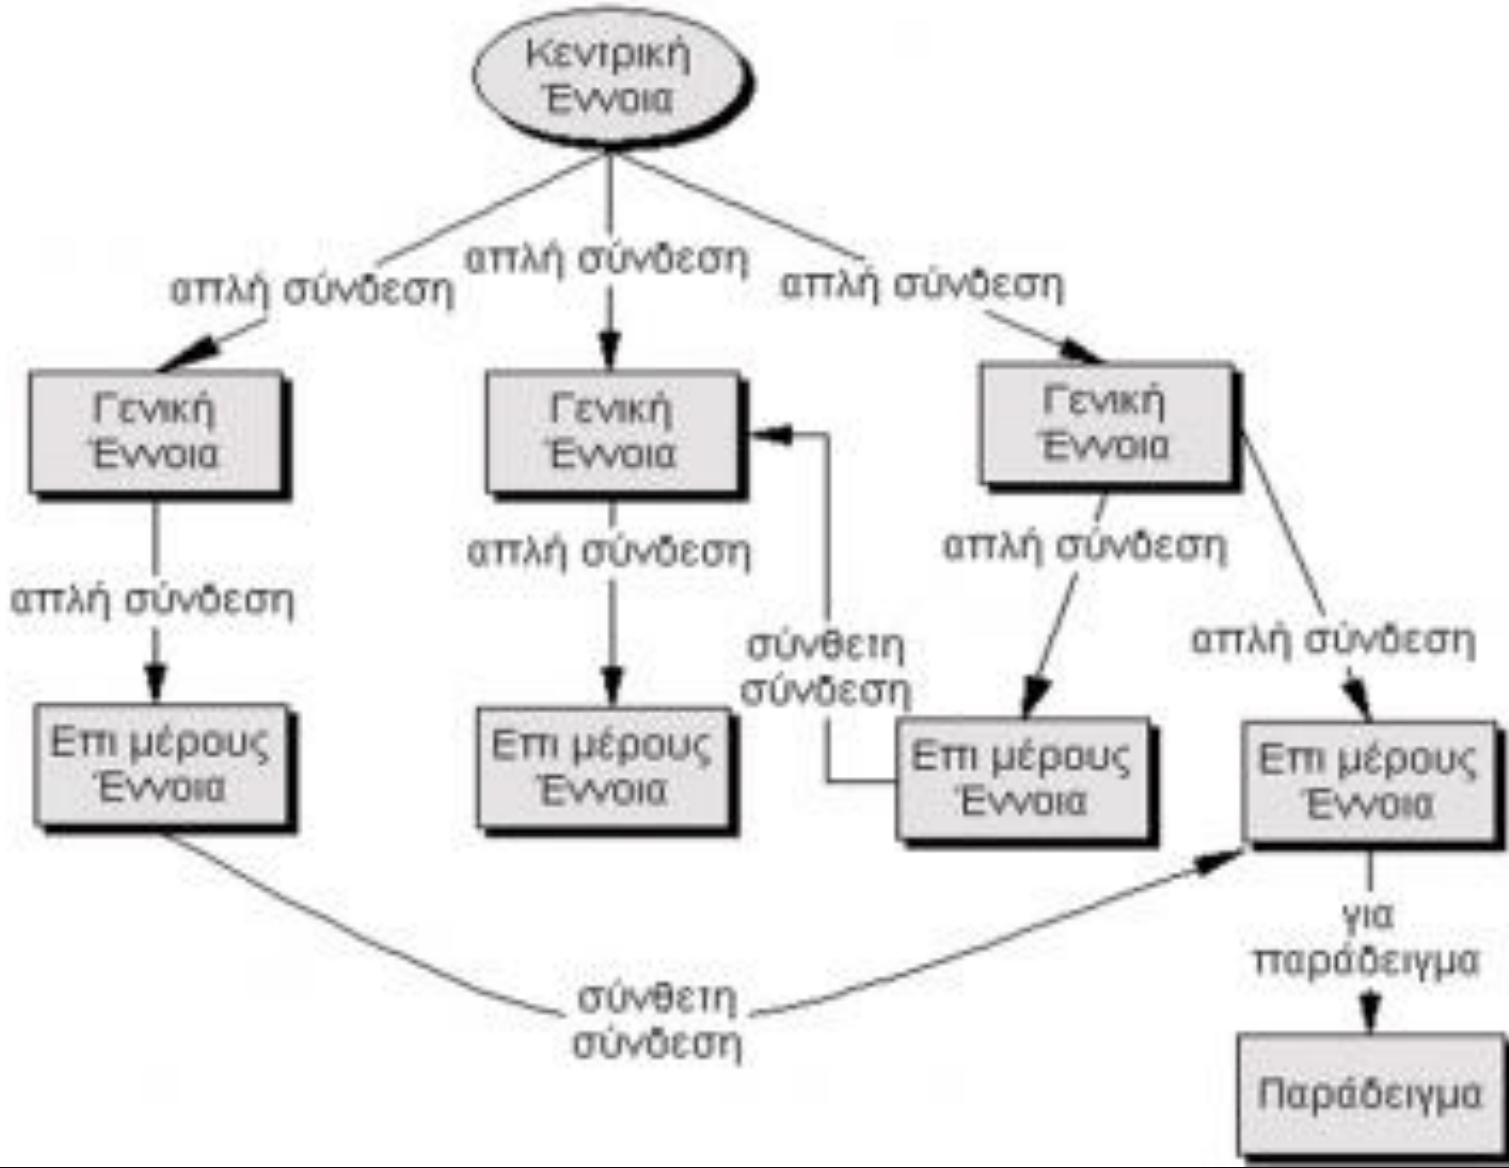 Κεντρική
Έννοια
απλή σύνδεση
απλή σύνδεση
απλή σύνδεση
Γενική
Έννοια
Γενική
Έννοια
Γενική
Έννοια
απλή σύνδεση
απλή σύνδεση
απλή σύνδεση
απλή σύνδεση
σύνθετη
σύνδεση
Επι μέρους
Έννοια
Επι μέρους
Έννοια
Επι μέρους
Έννοια
Επι μέρους
Έννοια
για
παράδειγμα
σύνθετη
σύνδεση
Παράδειγμα